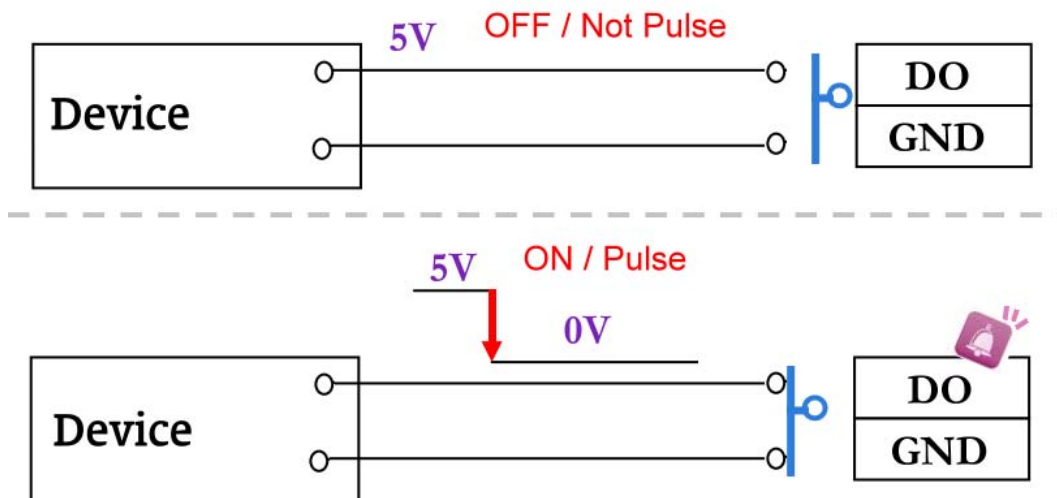 5V OFF / Not Pulse
Device
DO
GND
5V ON / Pulse
0V
Device
DO
GND